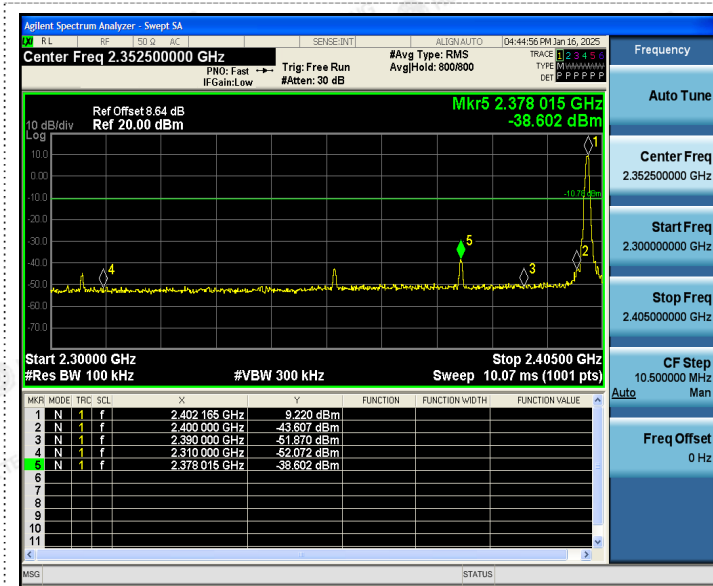 Agilent Spectrum Analyzer - Swept SA
RL RF 50 Ω AC SENSE:INT ALIGN AUTO 04:44:56 PM Jan 16, 2025
Center Freq 2.352500000 GHz
PNO: Fast
IFGain:Low
Trig: Free Run
#Atten: 30 dB
#Avg Type: RMS
Avg|Hold: 800/800
TRACE 1 2 3 4 5 6
TYPE M
DET P P P P P P
10 dB/div
Log
Ref Offset 8.64 dB
Ref 20.00 dBm
Mkr5 2.378 015 GHz
-38.602 dBm
10.0
0.00
-10.0
-20.0
-30.0
-40.0
-50.0
-60.0
-70.0
1
2
3
4
5
Start 2.30000 GHz Stop 2.40500 GHz
#Res BW 100 kHz #VBW 300 kHz Sweep 10.07 ms (1001 pts)
MKR MODE TRC SCL X Y FUNCTION FUNCTION WIDTH FUNCTION VALUE
1 N 1 f 2.402 165 GHz 9.220 dBm
2 N 1 f 2.400 000 GHz -43.607 dBm
3 N 1 f 2.390 000 GHz -51.870 dBm
4 N 1 f 2.310 000 GHz -52.072 dBm
5 N 1 f 2.378 015 GHz -38.602 dBm
6
7
8
9
10
11
MSG STATUS
Frequency
Auto Tune
Center Freq
2.352500000 GHz
Start Freq
2.300000000 GHz
Stop Freq
2.405000000 GHz
CF Step
10.500000 MHz
Auto Man
Freq Offset
0 Hz